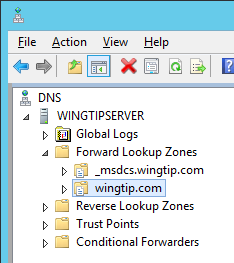 File Action View Help
DNS
WINGTIPSERVER
Global Logs
Forward Lookup Zones
_msdcs.wingtip.com
wingtip.com
Reverse Lookup Zones
Trust Points
Conditional Forwarders